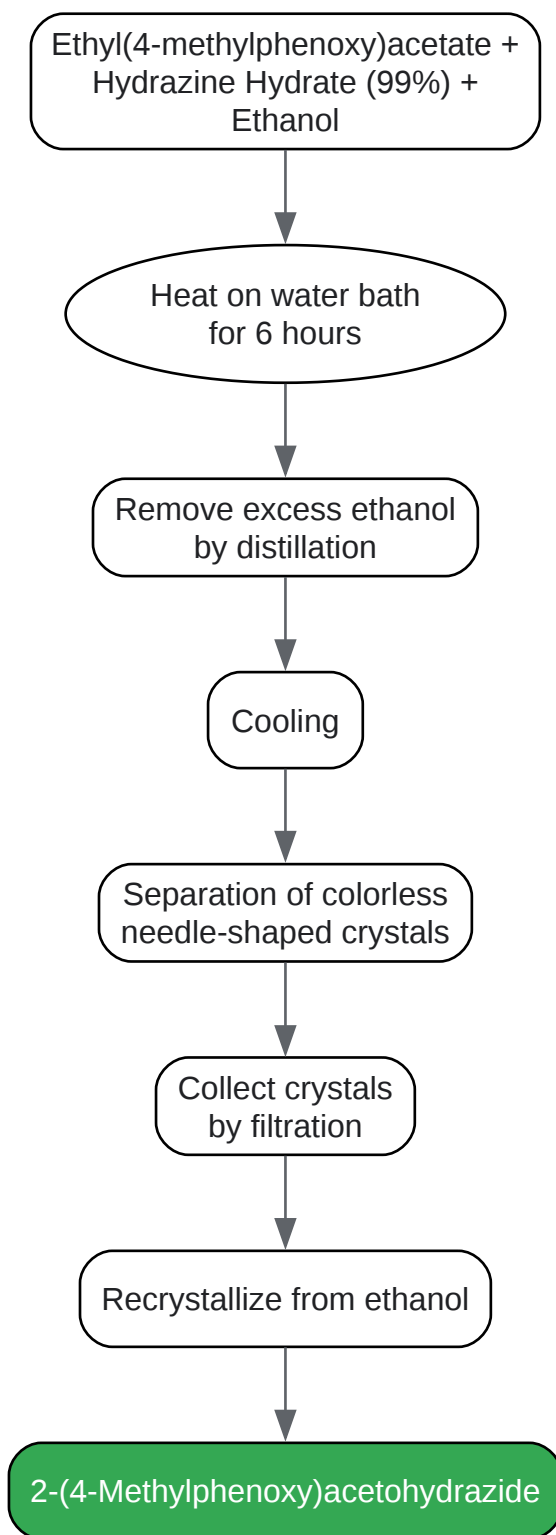 Ethyl(4-methylphenoxy)acetate +
Hydrazine Hydrate (99%) +
Ethanol
Heat on water bath
for 6 hours
Remove excess ethanol
by distillation
Cooling
Separation of colorless
needle-shaped crystals
Collect crystals
by filtration
Recrystallize from ethanol
2-(4-Methylphenoxy)acetohydrazide